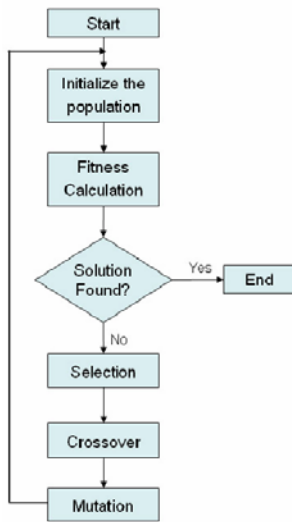 Start
Initialize the
population
Fitness
Calculation
Solution
Found?
Yes
End
No
Selection
Crossover
Mutation